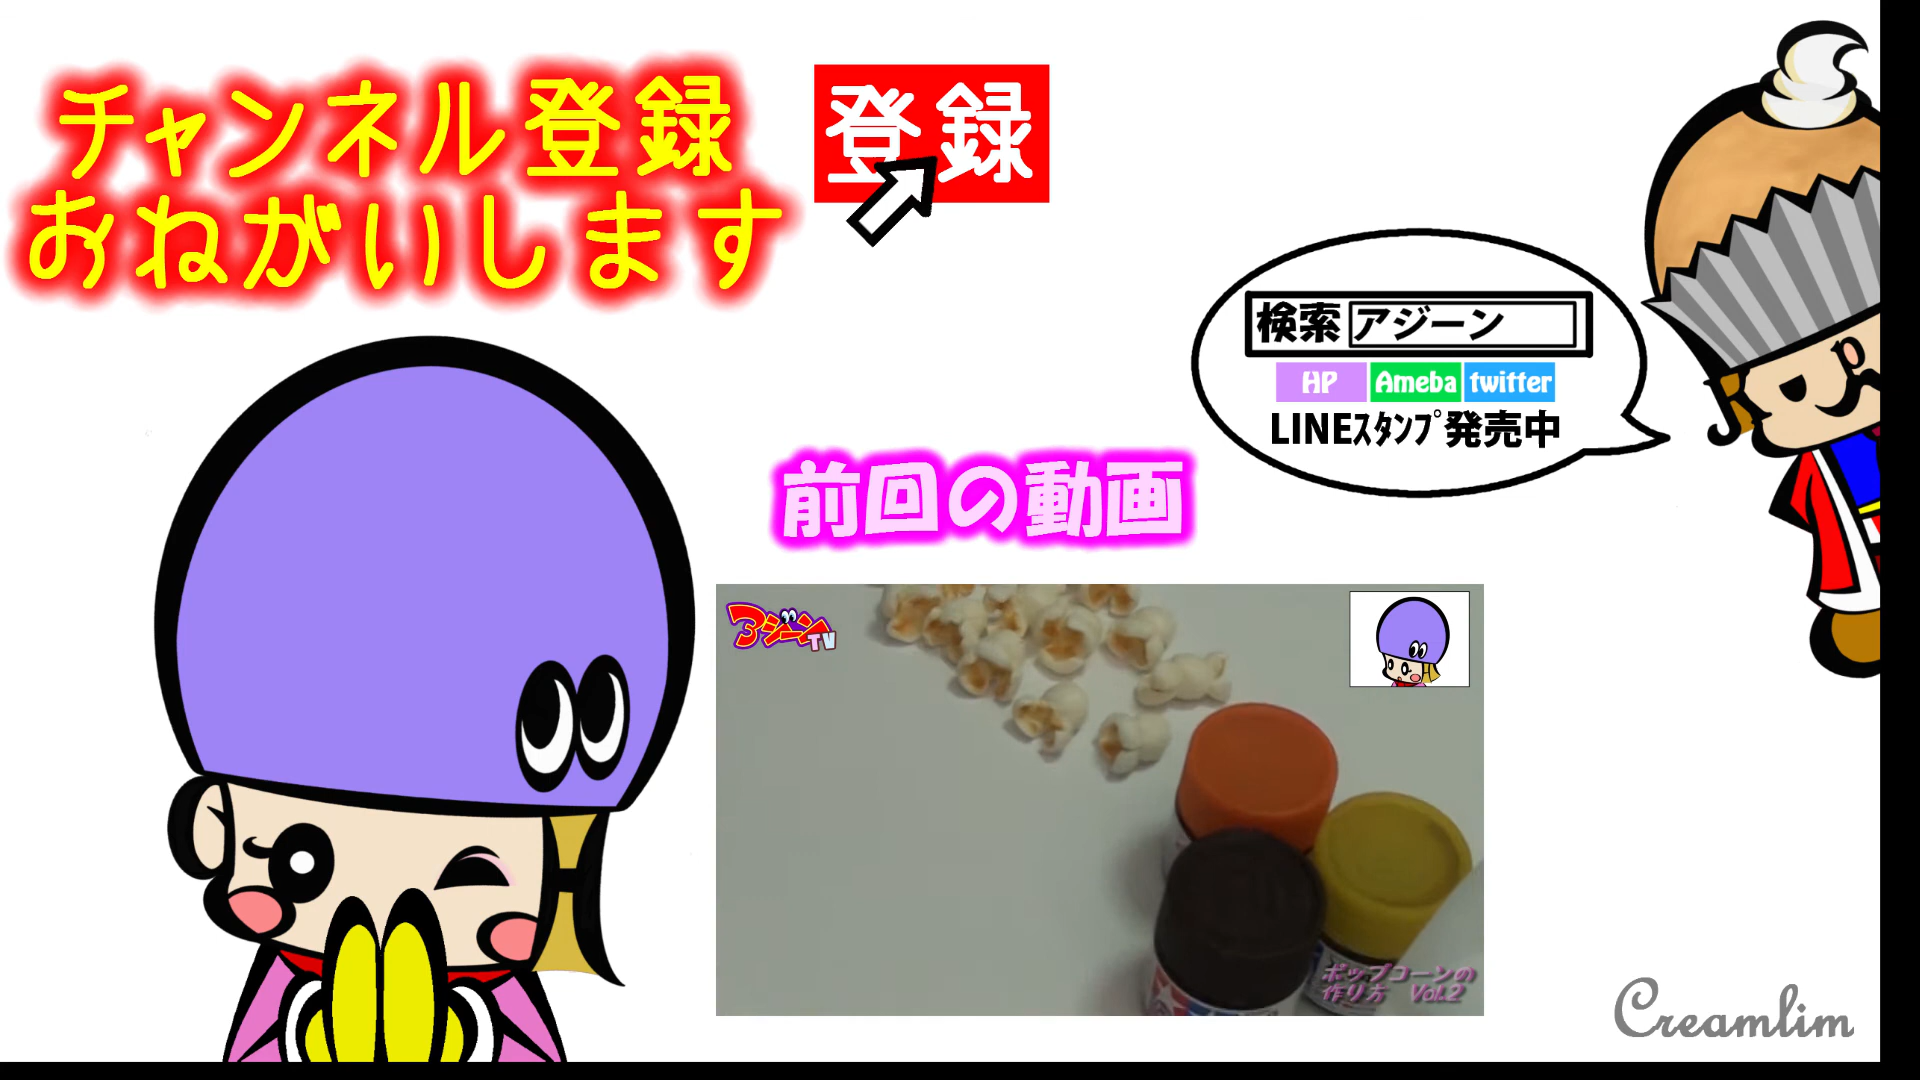 チャンネル登録
おねがいします
登録
検索 アジーン
HP Ameba twitter
LINEｽﾀﾝﾌﾟ発売中
前回の動画
アジーンTV
ポップコーンの
作り方 Vol.2
Creamlim